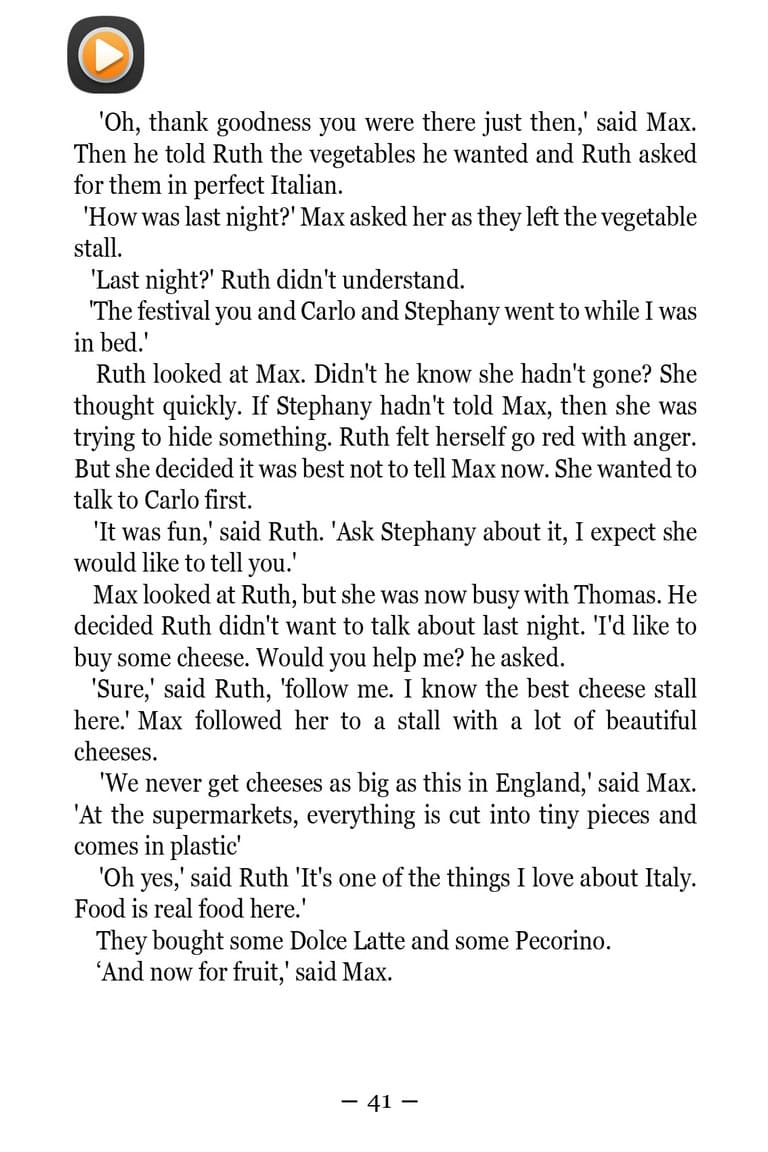 'Oh, thank goodness you were there just then,' said Max.
Then he told Ruth the vegetables he wanted and Ruth asked
for them in perfect Italian.
'How was last night?' Max asked her as they left the vegetable
stall.
'Last night?' Ruth didn't understand.
'The festival you and Carlo and Stephany went to while I was
in bed.'
Ruth looked at Max. Didn't he know she hadn't gone? She
thought quickly. If Stephany hadn't told Max, then she was
trying to hide something. Ruth felt herself go red with anger.
But she decided it was best not to tell Max now. She wanted to
talk to Carlo first.
'It was fun,' said Ruth. 'Ask Stephany about it, I expect she
would like to tell you.'
Max looked at Ruth, but she was now busy with Thomas. He
decided Ruth didn't want to talk about last night. 'I'd like to
buy some cheese. Would you help me? he asked.
'Sure,' said Ruth, 'follow me. I know the best cheese stall
here.' Max followed her to a stall with a lot of beautiful
cheeses.
'We never get cheeses as big as this in England,' said Max.
'At the supermarkets, everything is cut into tiny pieces and
comes in plastic'
'Oh yes,' said Ruth 'It's one of the things I love about Italy.
Food is real food here.'
They bought some Dolce Latte and some Pecorino.
‘And now for fruit,' said Max.
– 41 –